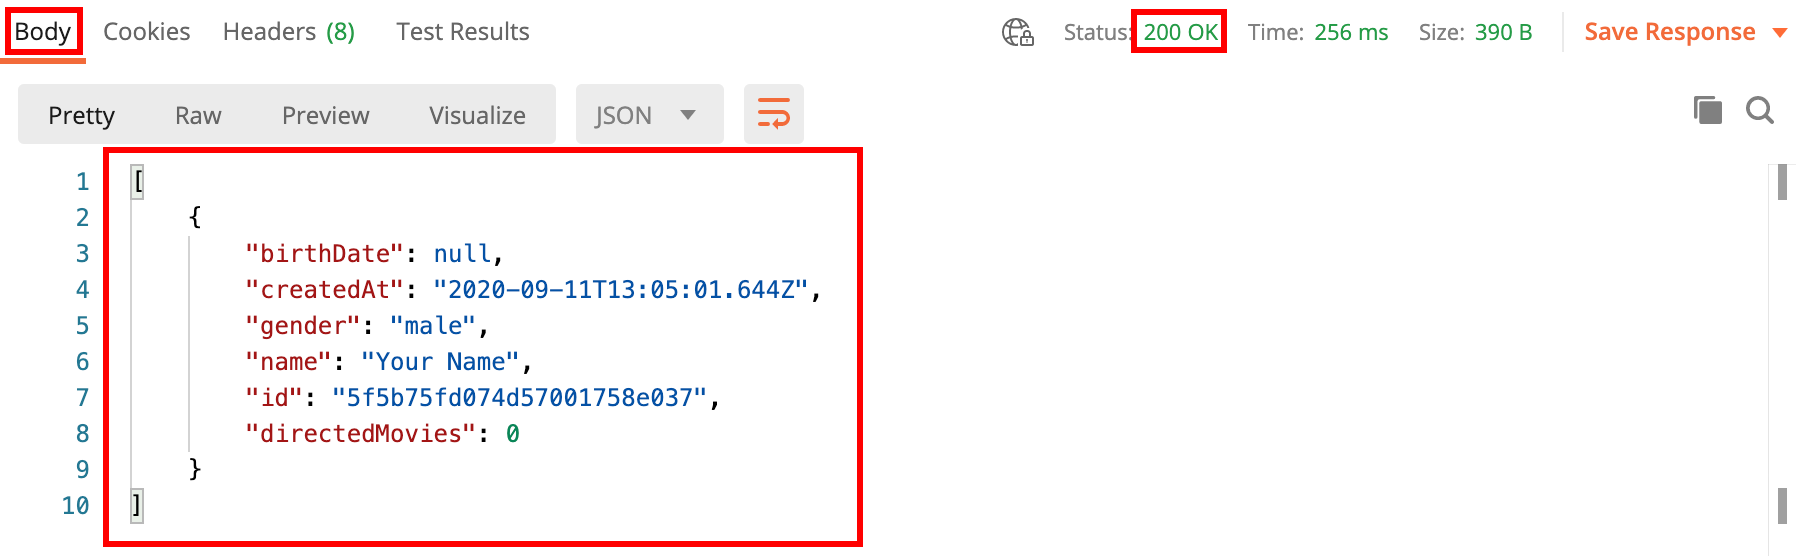 Body Cookies Headers (8) Test Results Status: 200 OK Time: 256 ms Size: 390 B Save Response
Pretty Raw Preview Visualize JSON
1 [
2 {
3 "birthDate": null,
4 "createdAt": "2020-09-11T13:05:01.644Z",
5 "gender": "male",
6 "name": "Your Name",
7 "id": "5f5b75fd074d57001758e037",
8 "directedMovies": 0
9 }
10 ]